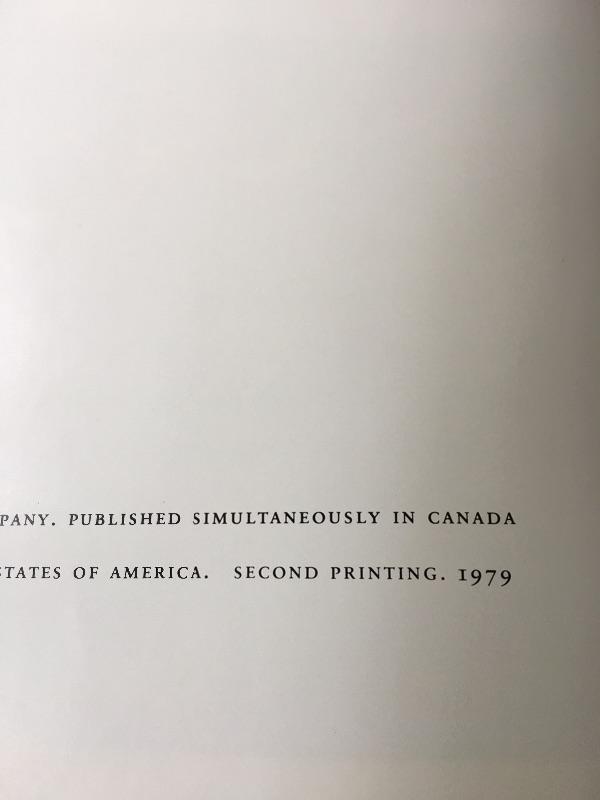 PANY. PUBLISHED SIMULTANEOUSLY IN CANADA
STATES OF AMERICA. SECOND PRINTING. 1979